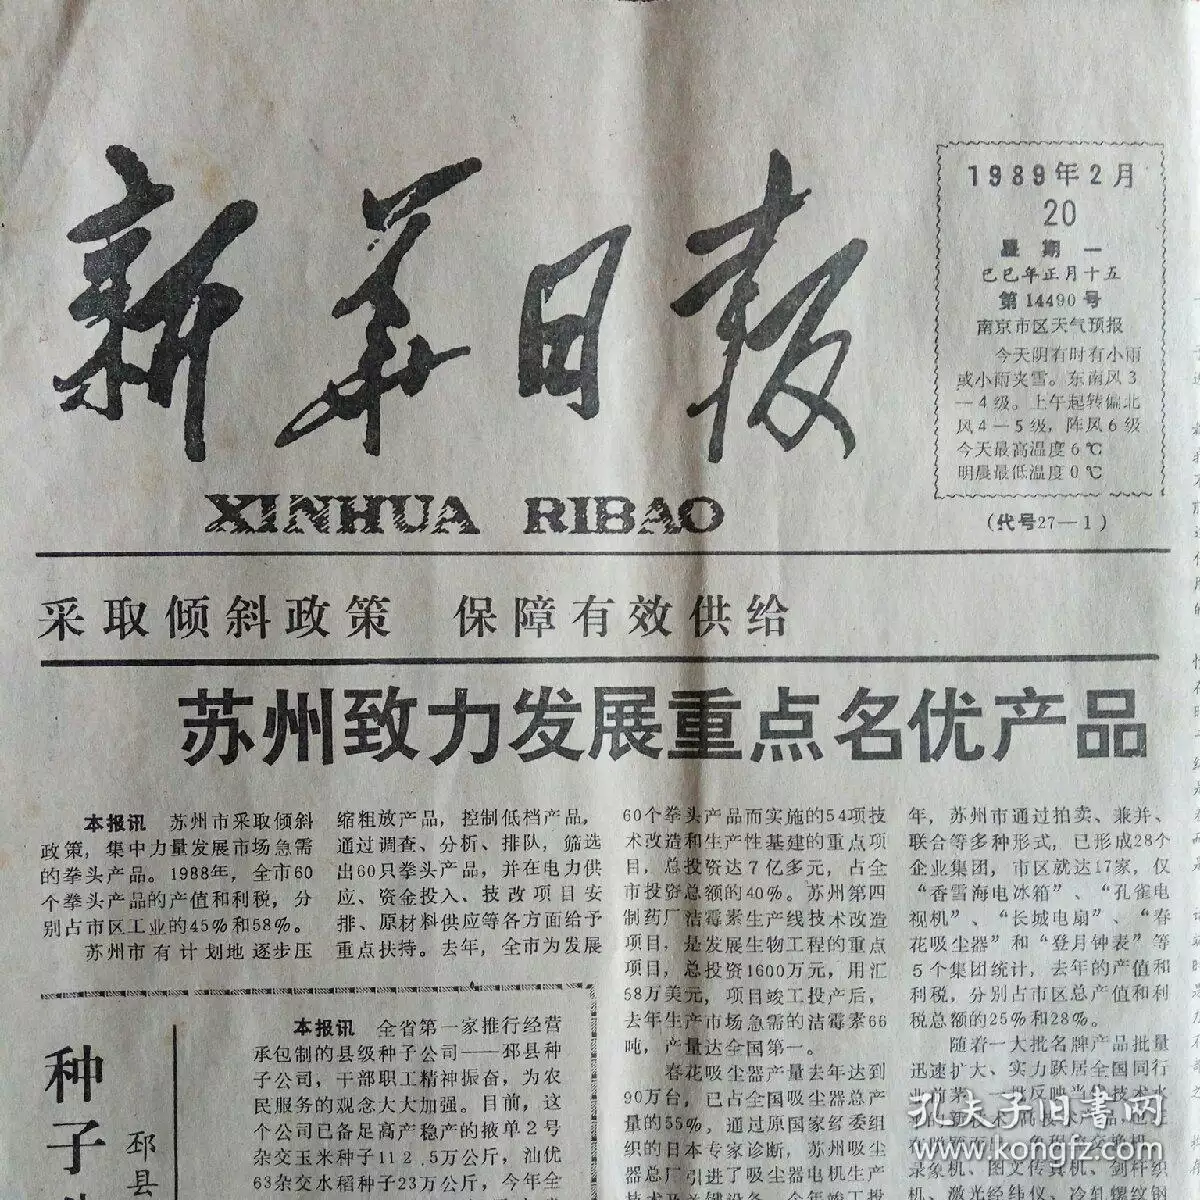 新华日报
XINHUA RIBAO
1989年2月
20
星期一
己巳年正月十五
第14490号
南京市区天气预报
今天阴有时有小雨
或小雨夹雪。东南风3
—4级。上午起转偏北
风4—5级，阵风6级
今天最高温度6℃
明晨最低温度0℃
(代号27—1)
采取倾斜政策 保障有效供给
苏州致力发展重点名优产品
本报讯 苏州市采取倾斜
政策，集中力量发展市场急需
的拳头产品。1988年，全市60
个拳头产品的产值和利税，分
别占市区工业的45%和58%。
苏州市有计划地逐步压
缩粗放产品，控制低档产品，
通过调查、分析、排队，筛选
出60只拳头产品，并在电力供
应、资金投入、技改项目安
排、原材料供应等各方面给予
重点扶持。去年，全市为发展
60个拳头产品而实施的54项技
术改造和生产性基建的重点项
目，总投资达7亿多元，占全
市投资总额的40%。苏州第四
制药厂洁霉素生产线技术改造
项目，是发展生物工程的重点
项目，总投资1600万元，用汇
58万美元，项目竣工投产后，
去年生产市场急需的洁霉素66
吨，产量达全国第一。
春花吸尘器产量去年达到
90万台，已占全国吸尘器总产
量的55%，通过原国家经委组
织的日本专家诊断，苏州吸尘
器总厂引进了吸尘器电机生产
年，苏州市通过拍卖、兼并、
联合等多种形式，已形成28个
企业集团，市区就达17家，仅
“香雪海电冰箱”、“孔雀电
视机”、“长城电扇”、“春
花吸尘器”和“登月钟表”等
5个集团统计，去年的产值和
利税，分别占市区总产值和利
税总额的25%和28%。
随着一大批名牌产品批量
迅速扩大、实力跃居全国同行
录象机、图文传真机、剑杆织
机、激光经纬仪、冷轧螺纹钢
种子
邳县
本报讯 全省第一家推行经营
承包制的县级种子公司——邳县种
子公司，干部职工精神振奋，为农
民服务的观念大大加强。目前，这
个公司已备足高产稳产的掖单2号
杂交玉米种子112.5万公斤，汕优
63杂交水稻种子23万公斤，今年全
孔夫子旧书网
www.kongfz.com